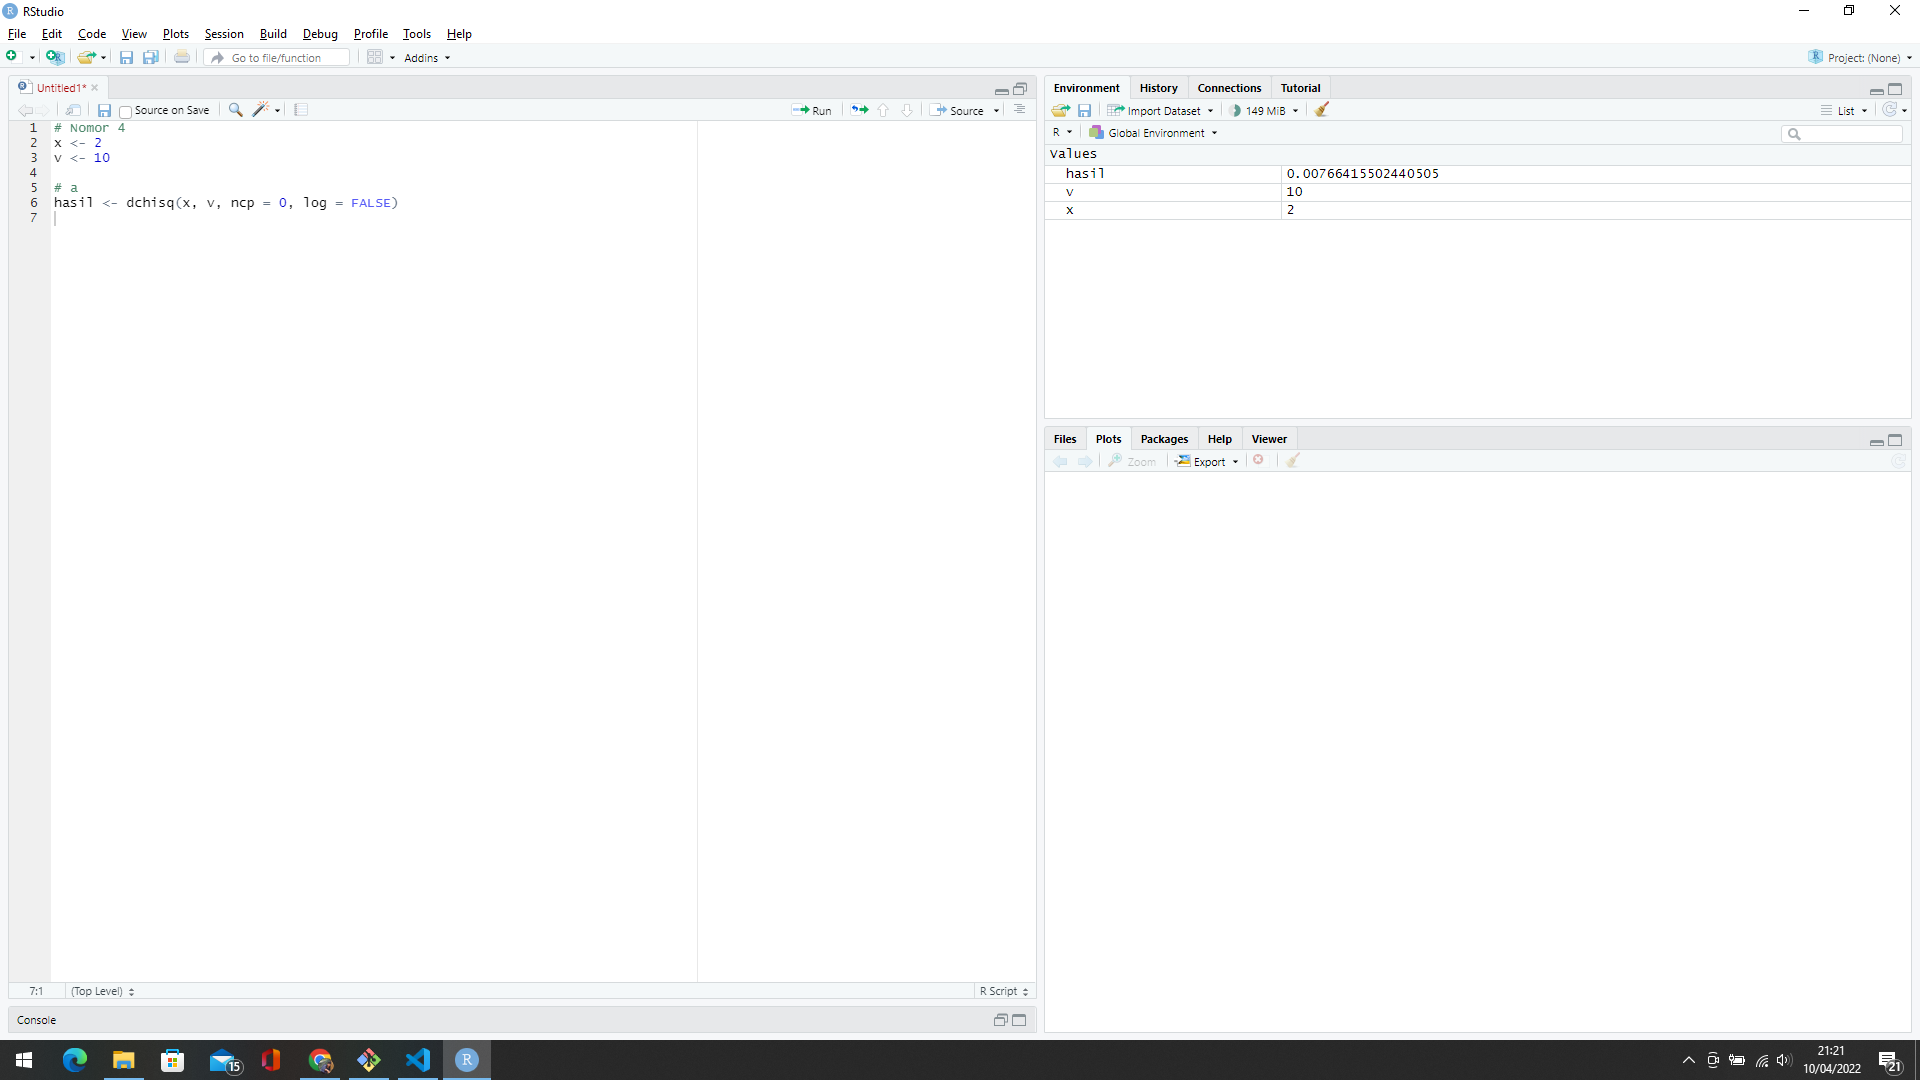 RStudio
File Edit Code View Plots Session Build Debug Profile Tools Help
Go to file/function Addins Project: (None)
Untitled1*
Source on Save Run Source
1 # Nomor 4
2 x <- 2
3 v <- 10
4
5 # a
6 hasil <- dchisq(x, v, ncp = 0, log = FALSE)
7
7:1 (Top Level) R Script
Console
Environment History Connections Tutorial
Import Dataset 149 MiB List
R Global Environment
Values
hasil 0.00766415502440505
v 10
x 2
Files Plots Packages Help Viewer
Zoom Export
15
R
21:21
10/04/2022
21